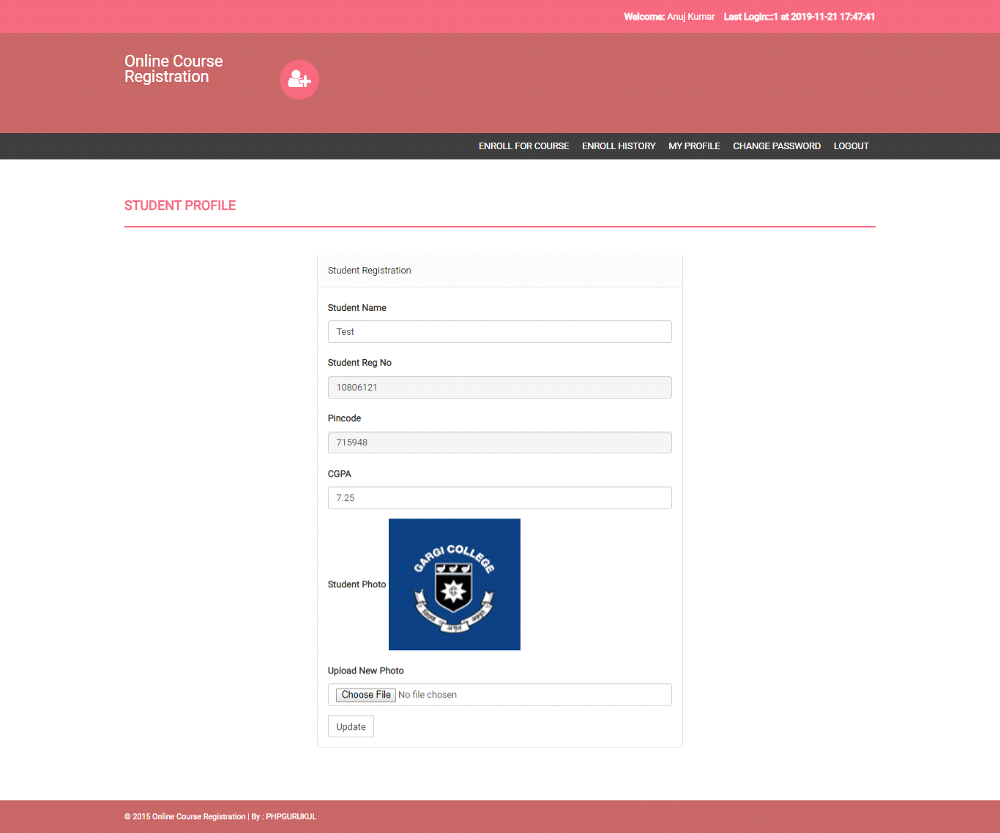 Welcome: Anuj Kumar Last Login:::1 at 2019-11-21 17:47:41
Online Course
Registration
ENROLL FOR COURSE ENROLL HISTORY MY PROFILE CHANGE PASSWORD LOGOUT
STUDENT PROFILE
Student Registration
Student Name
Test
Student Reg No
10806121
Pincode
715948
CGPA
7.25
GARGI COLLEGE
Student Photo
Upload New Photo
Choose File No file chosen
Update
© 2015 Online Course Registration | By : PHPGURUKUL